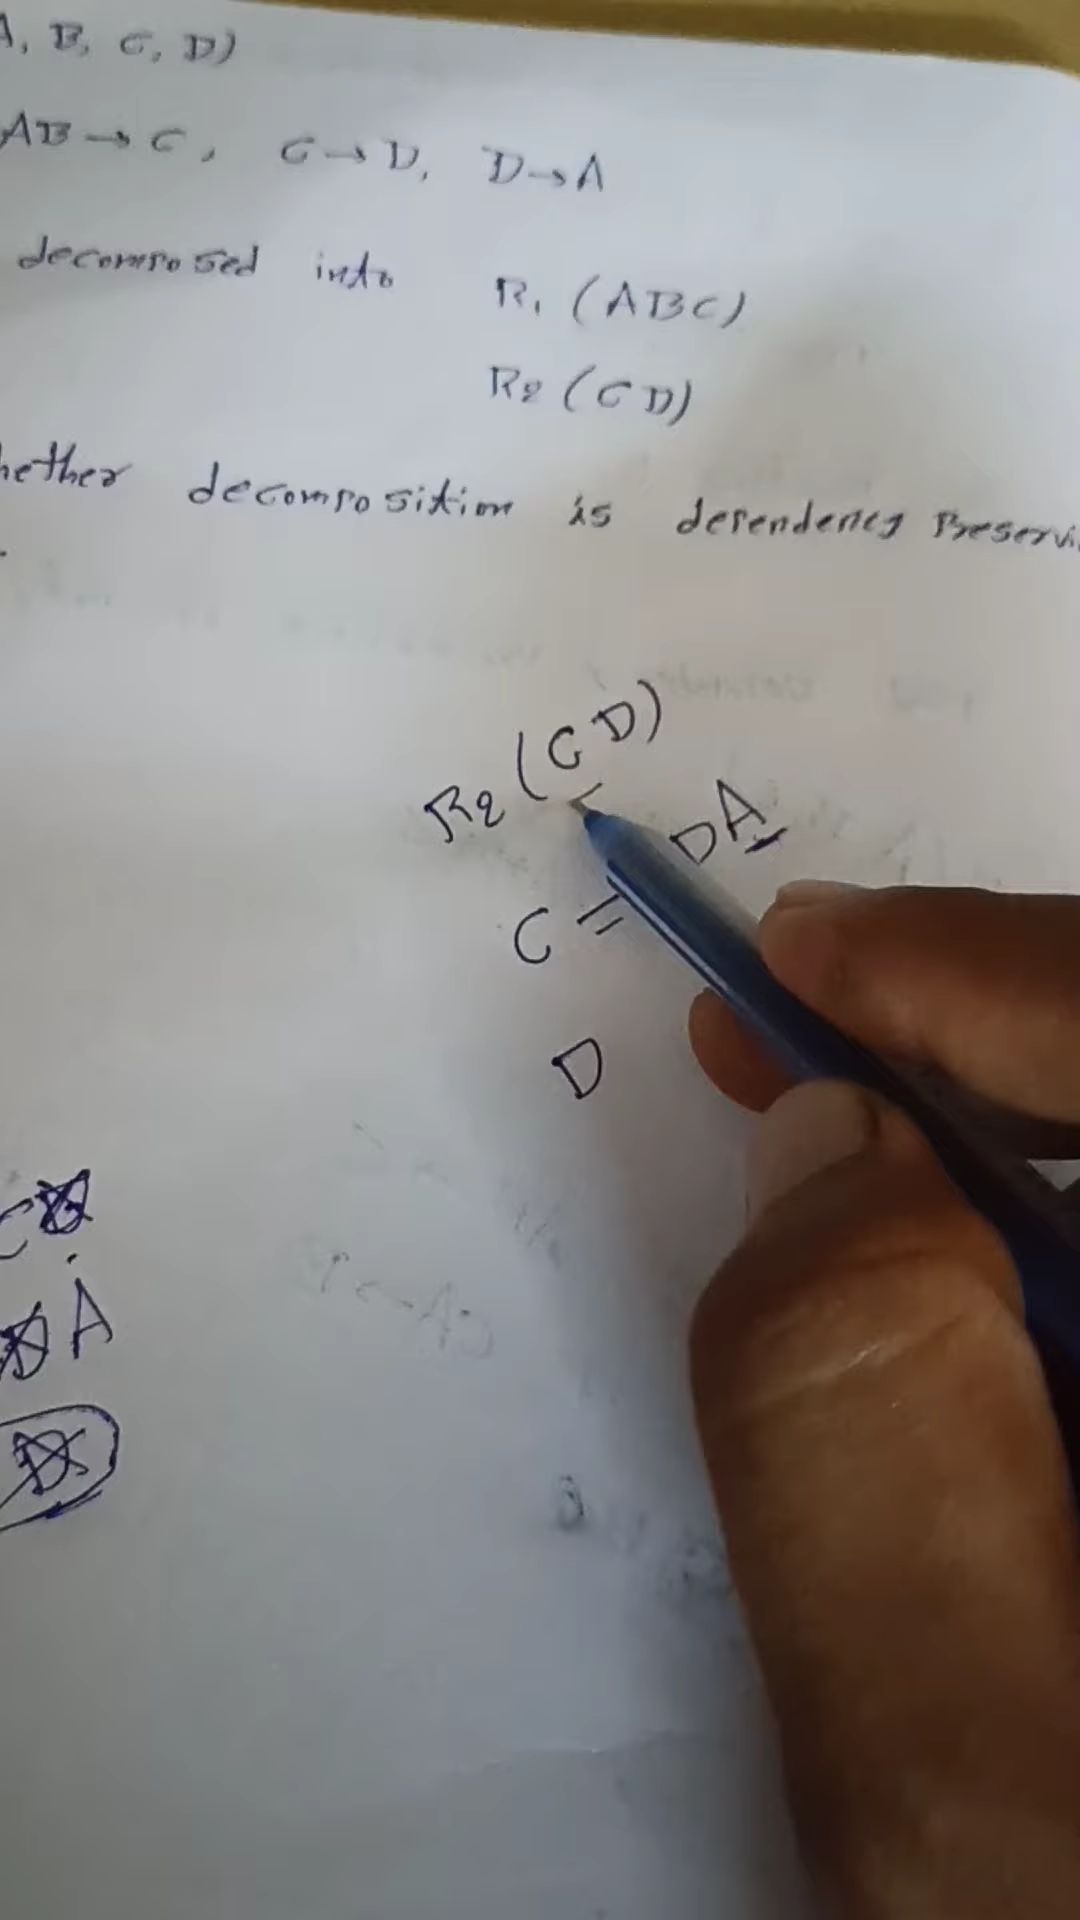 A, B, C, D)
AB → C, C → D, D → A
decomposed into R1 (ABC)
R2 (CD)
hether decomposition is dependency Preservi
R2 (CD)
DA
C =
D
C
A